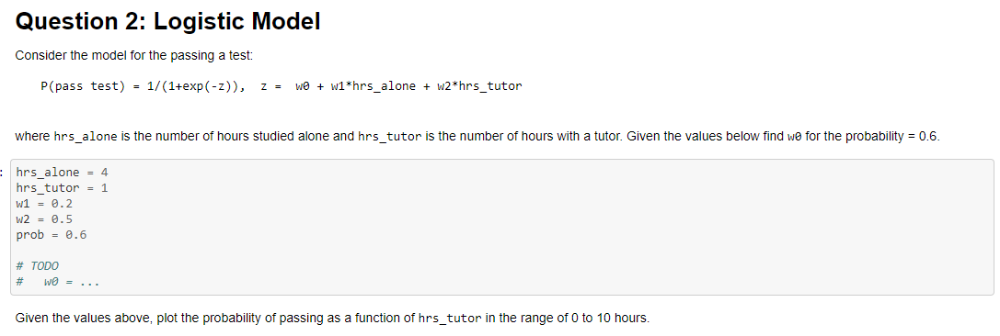 Question 2: Logistic Model
Consider the model for the passing a test:
P(pass test) = 1/(1+exp(-z)), z = w0 + w1*hrs_alone + w2*hrs_tutor
where hrs_alone is the number of hours studied alone and hrs_tutor is the number of hours with a tutor. Given the values below find w0 for the probability = 0.6.
:
hrs_alone = 4
hrs_tutor = 1
w1 = 0.2
w2 = 0.5
prob = 0.6
# TODO
#   w0 = ...
Given the values above, plot the probability of passing as a function of hrs_tutor in the range of 0 to 10 hours.